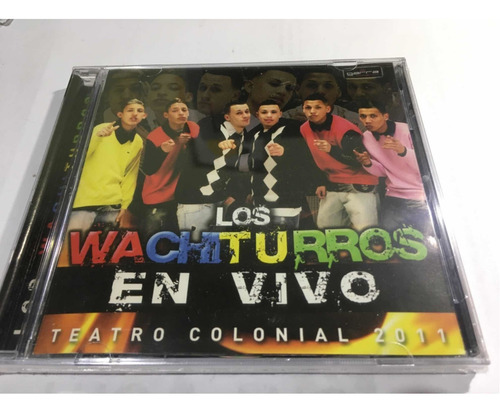 LOS
WACHITURROS
EN VIVO
TEATRO COLONIAL 2011